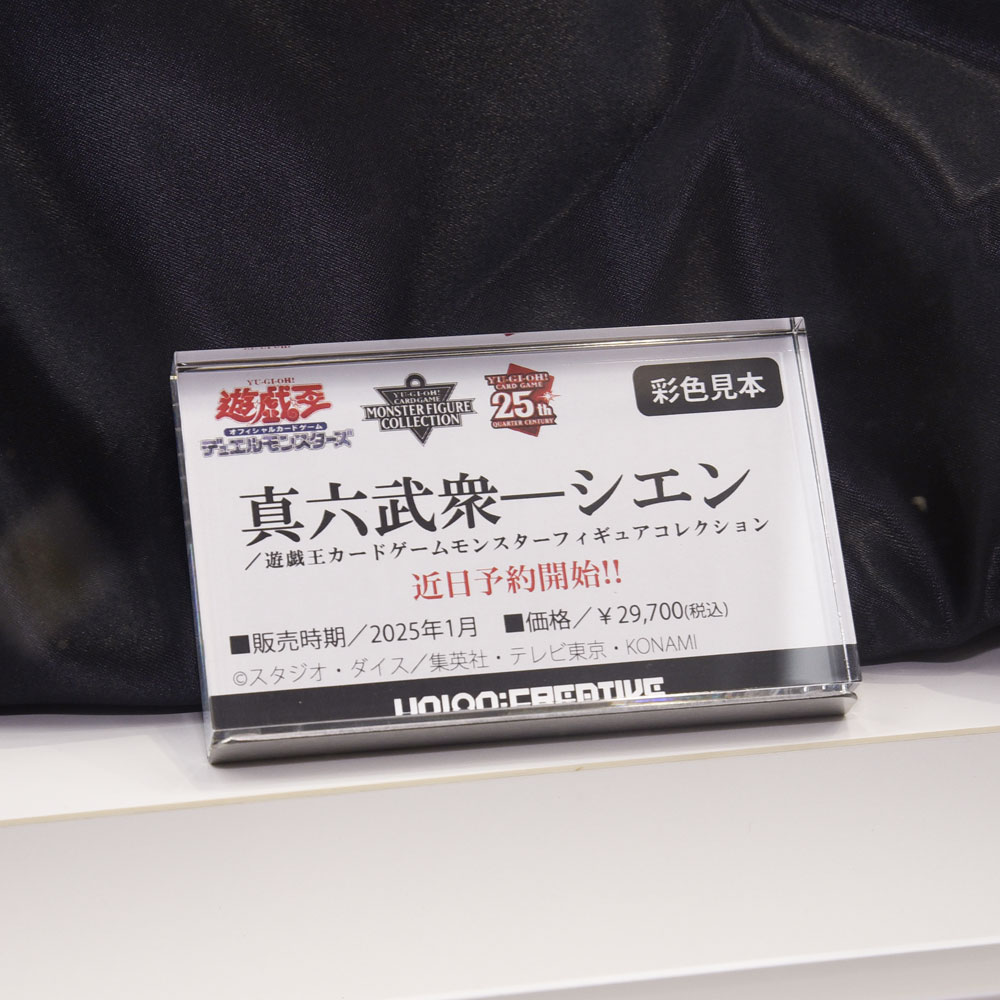 YU-GI-OH!
遊戯王
オフィシャルカードゲーム
デュエルモンスターズ
YU-GI-OH!
CARD GAME
MONSTER FIGURE
COLLECTION
YU-GI-OH!
CARD GAME
25th
QUARTER CENTURY
彩色見本
真六武衆―シエン
／遊戯王カードゲームモンスターフィギュアコレクション
近日予約開始!!
■販売時期／2025年1月 ■価格／￥29,700(税込)
©スタジオ・ダイス／集英社・テレビ東京・KONAMI
UNION:CREATIVE